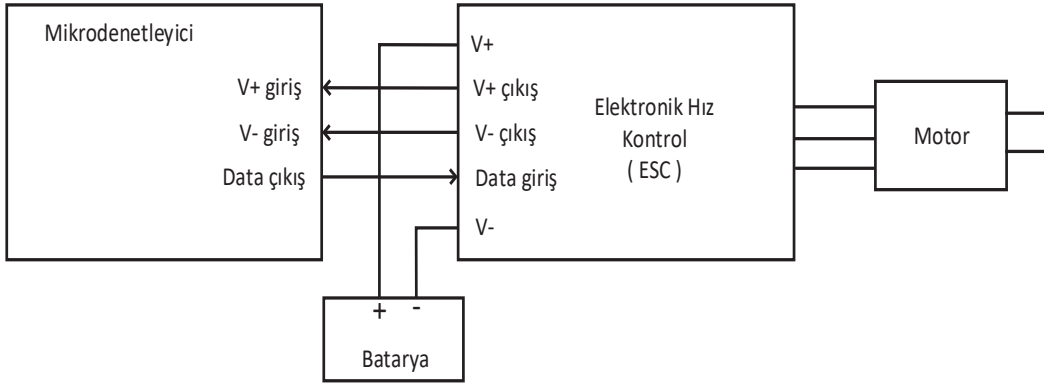 Mikrodenetleyici
V+ giriş
V- giriş
Data çıkış
V+
V+ çıkış
V- çıkış
Data giriş
V-
Elektronik Hız
Kontrol
( ESC )
Motor
+ -
Batarya